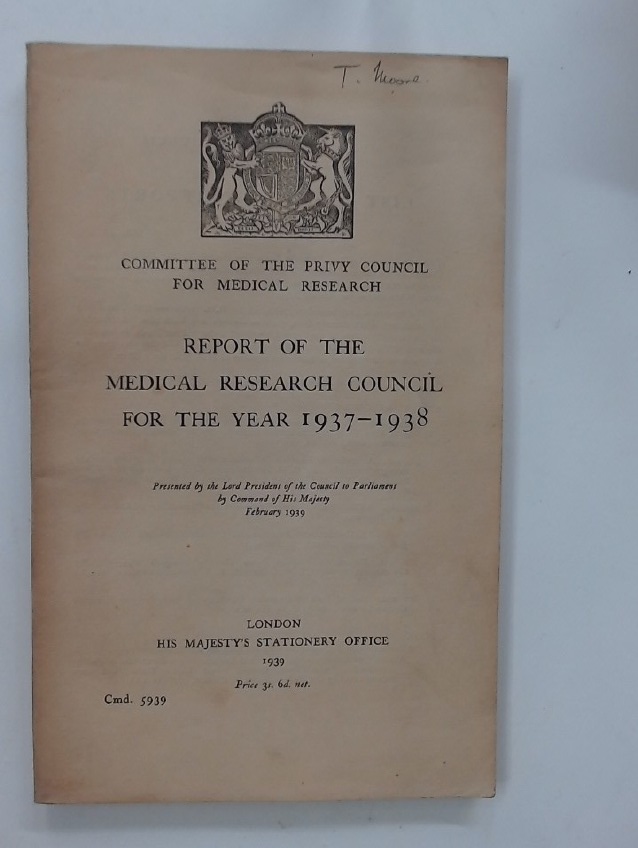 T. Moore.
COMMITTEE OF THE PRIVY COUNCIL
FOR MEDICAL RESEARCH
REPORT OF THE
MEDICAL RESEARCH COUNCIL
FOR THE YEAR 1937–1938
Presented by the Lord President of the Council to Parliament
by Command of His Majesty
February 1939
LONDON
HIS MAJESTY'S STATIONERY OFFICE
1939
Price 3s. 6d. net.
Cmd. 5939